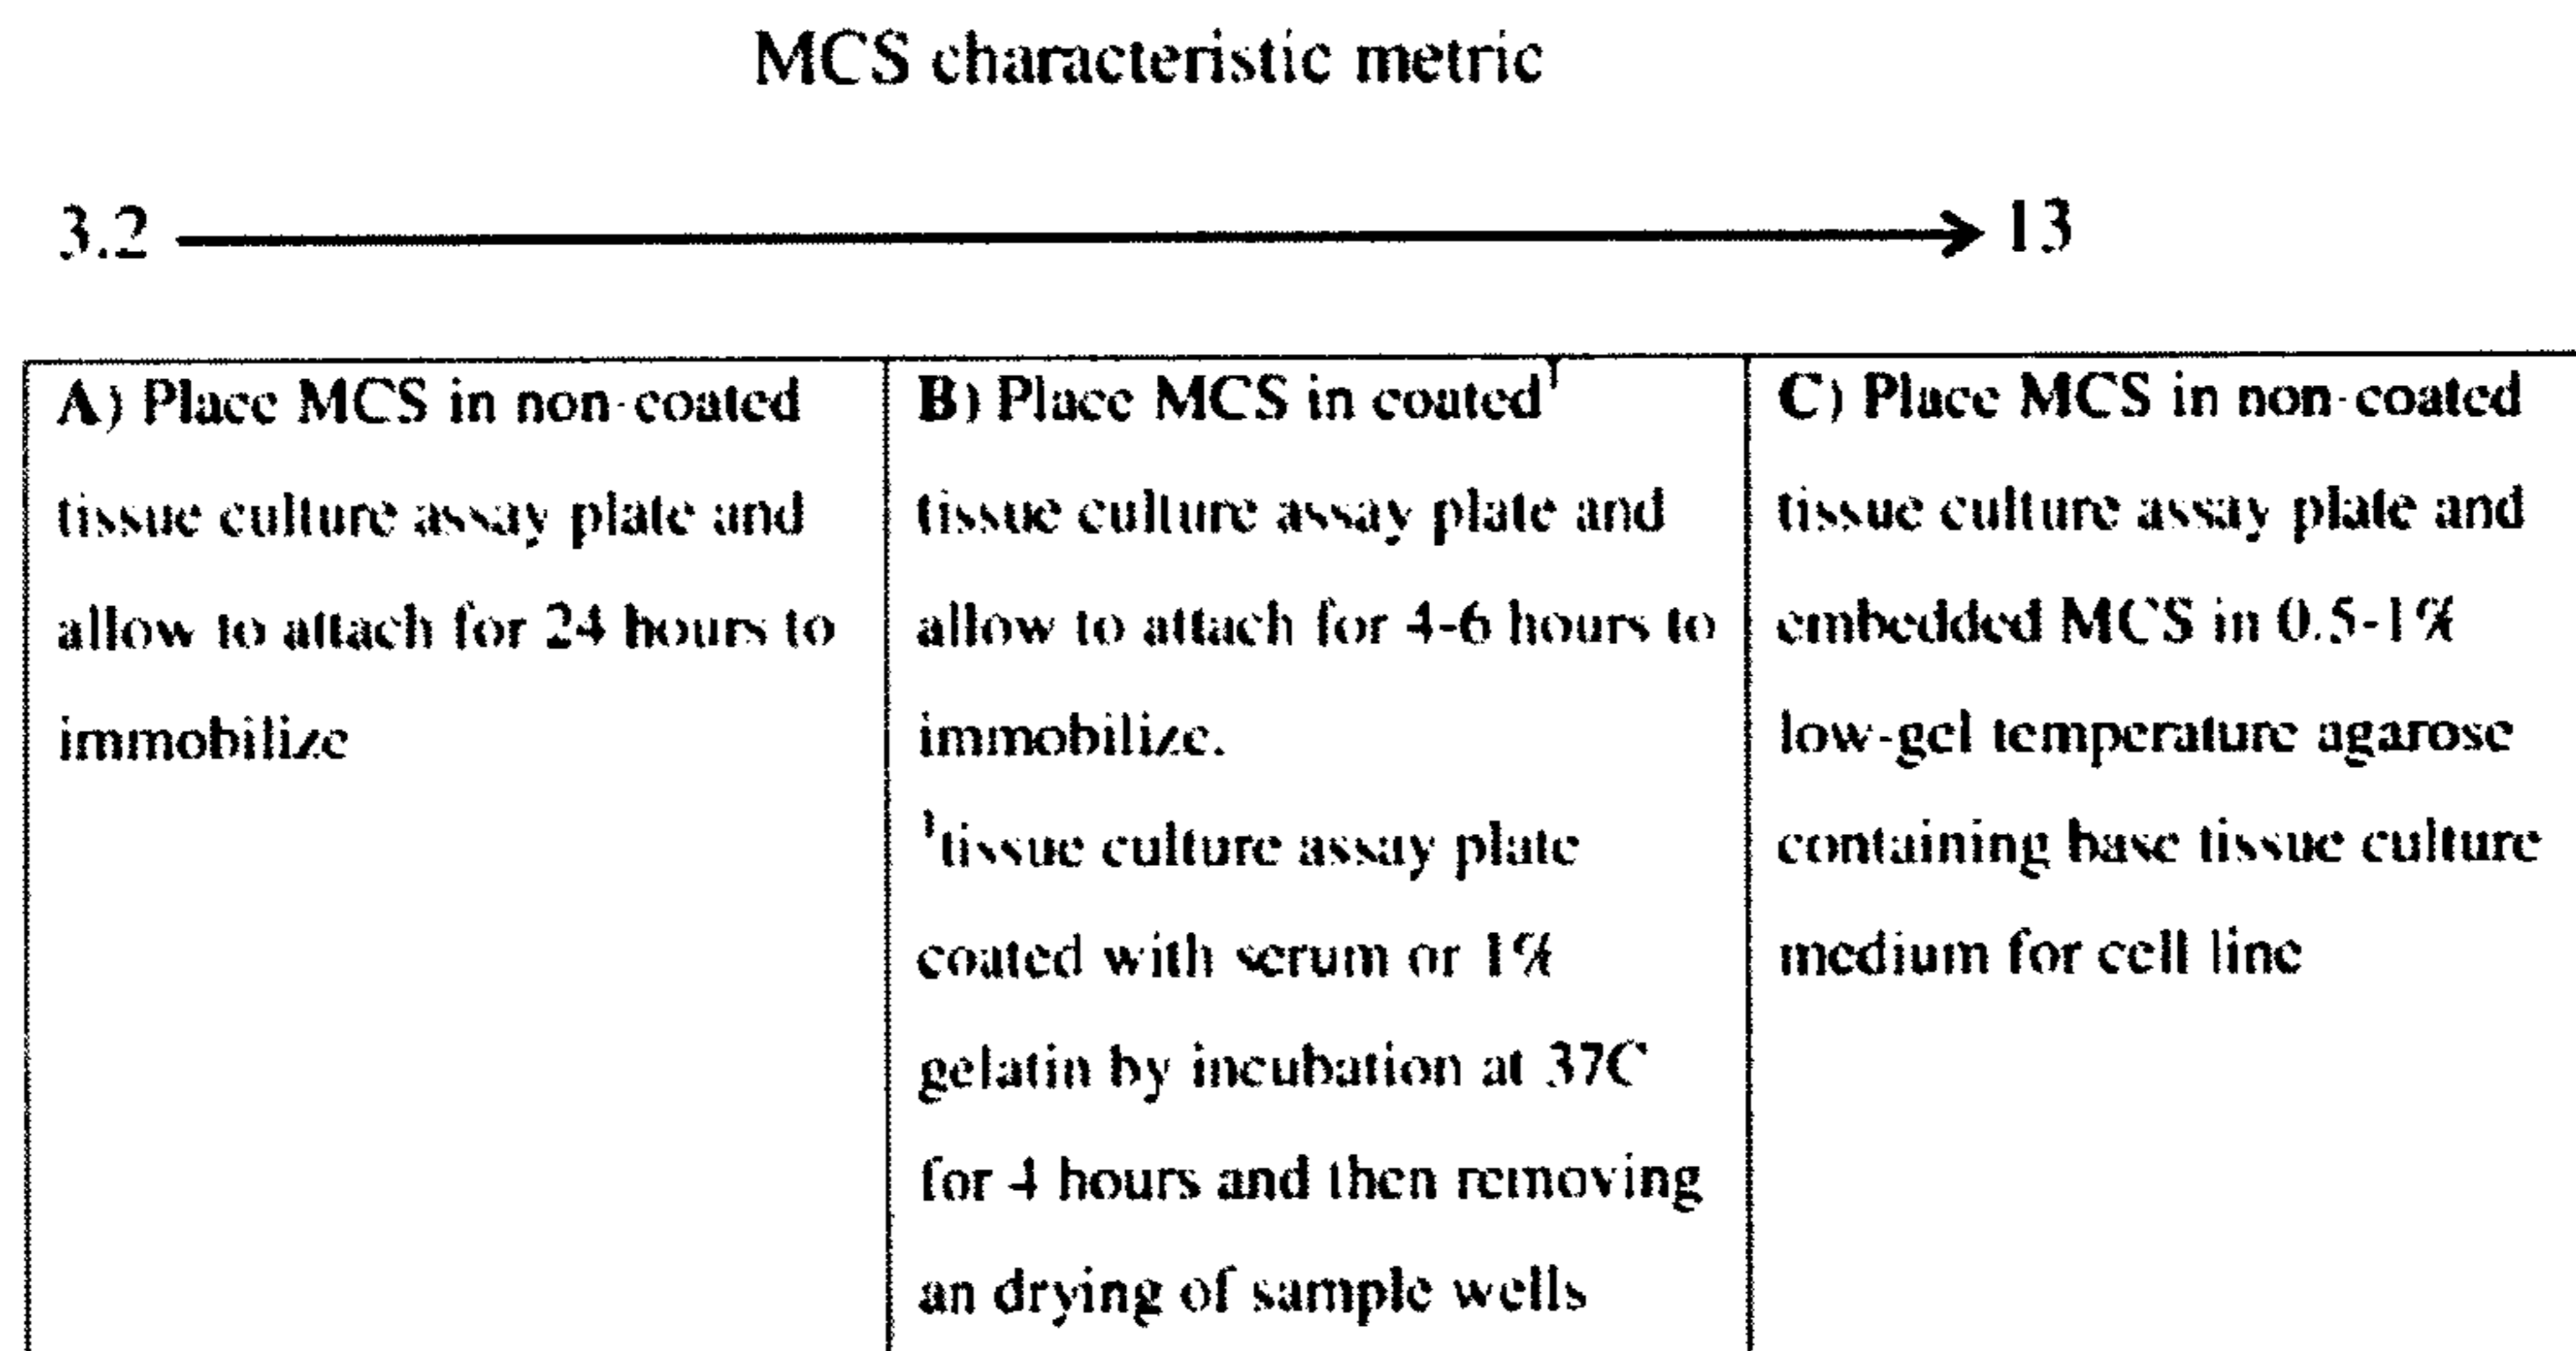 MCS characteristic metric
3.2
13
A) Place MCS in non-coated
tissue culture assay plate and
allow to attach for 24 hours to
immobilize
B) Place MCS in coated¹
tissue culture assay plate and
allow to attach for 4-6 hours to
immobilize.
¹tissue culture assay plate
coated with serum or 1%
gelatin by incubation at 37C
for 4 hours and then removing
an drying of sample wells
C) Place MCS in non-coated
tissue culture assay plate and
embedded MCS in 0.5-1%
low-gel temperature agarose
containing base tissue culture
medium for cell line